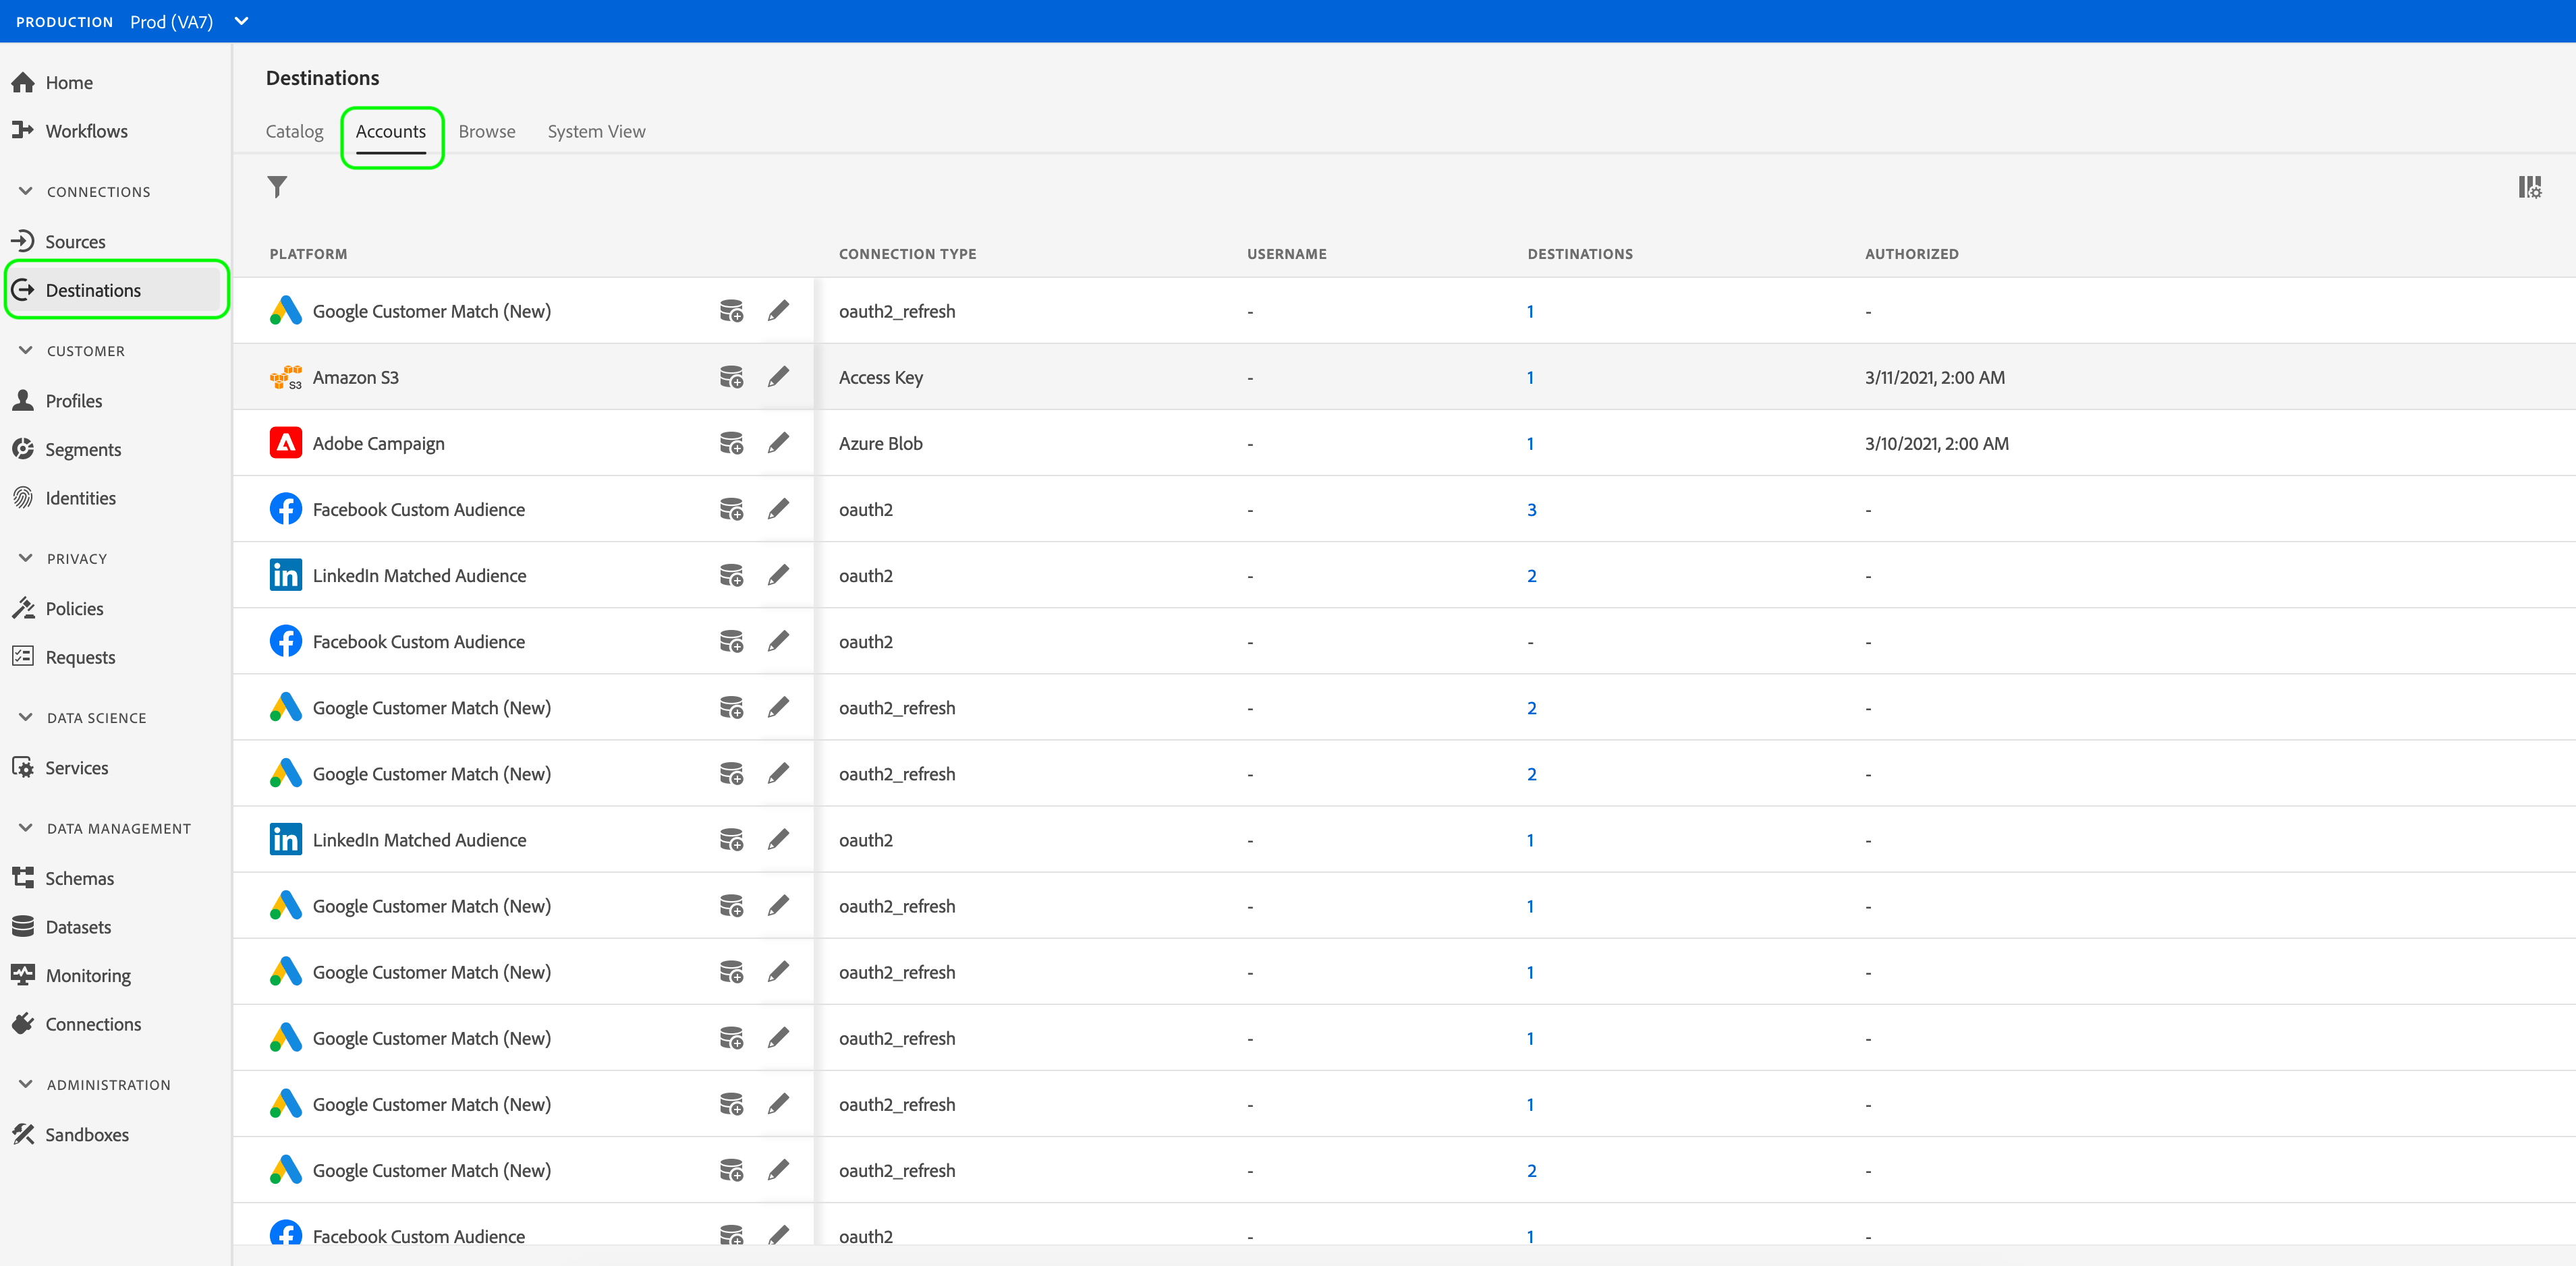 PRODUCTION Prod (VA7)
Home
Workflows
CONNECTIONS
Sources
Destinations
CUSTOMER
Profiles
Segments
Identities
PRIVACY
Policies
Requests
DATA SCIENCE
Services
DATA MANAGEMENT
Schemas
Datasets
Monitoring
Connections
ADMINISTRATION
Sandboxes
Destinations
Catalog Accounts Browse System View
PLATFORM CONNECTION TYPE USERNAME DESTINATIONS AUTHORIZED
Google Customer Match (New) oauth2_refresh - 1 -
S3 Amazon S3 Access Key - 1 3/11/2021, 2:00 AM
Adobe Campaign Azure Blob - 1 3/10/2021, 2:00 AM
Facebook Custom Audience oauth2 - 3 -
in LinkedIn Matched Audience oauth2 - 2 -
Facebook Custom Audience oauth2 - - -
Google Customer Match (New) oauth2_refresh - 2 -
Google Customer Match (New) oauth2_refresh - 2 -
in LinkedIn Matched Audience oauth2 - 1 -
Google Customer Match (New) oauth2_refresh - 1 -
Google Customer Match (New) oauth2_refresh - 1 -
Google Customer Match (New) oauth2_refresh - 1 -
Google Customer Match (New) oauth2_refresh - 1 -
Google Customer Match (New) oauth2_refresh - 2 -
Facebook Custom Audience oauth2 - 1 -